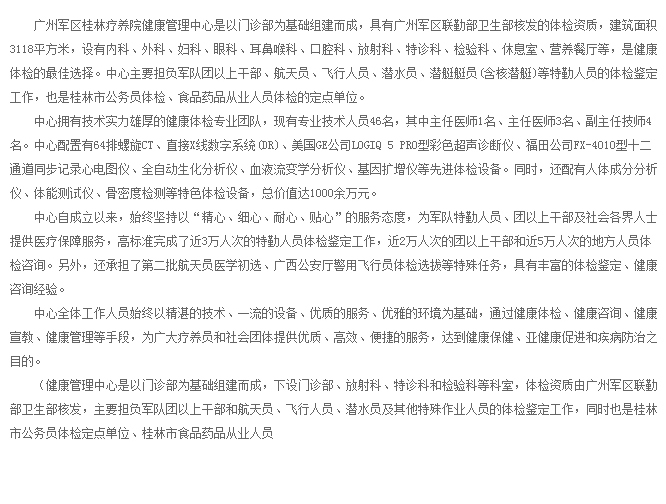 广州军区桂林疗养院健康管理中心是以门诊部为基础组建而成，具有广州军区联勤部卫生部核发的体检资质，建筑面积
3118平方米，设有内科、外科、妇科、眼科、耳鼻喉科、口腔科、放射科、特诊科、检验科、休息室、营养餐厅等，是健康
体检的最佳选择。中心主要担负军队团以上干部、航天员、飞行人员、潜水员、潜艇艇员(含核潜艇)等特勤人员的体检鉴定
工作，也是桂林市公务员体检、食品药品从业人员体检的定点单位。
中心拥有技术实力雄厚的健康体检专业团队，现有专业技术人员46名，其中主任医师1名、主任医师3名、副主任技师4
名。中心配置有64排螺旋CT、直接X线数字系统(DR)、美国GE公司LOGIQ 5 PRO型彩色超声诊断仪、福田公司FX-4010型十二
通道同步记录心电图仪、全自动生化分析仪、血液流变学分析仪、基因扩增仪等先进体检设备。同时，还配有人体成分分析
仪、体能测试仪、骨密度检测等特色体检设备，总价值达1000余万元。
中心自成立以来，始终坚持以“精心、细心、耐心、贴心”的服务态度，为军队特勤人员、团以上干部及社会各界人士
提供医疗保障服务，高标准完成了近3万人次的特勤人员体检鉴定工作，近2万人次的团以上干部和近5万人次的地方人员体
检咨询。另外，还承担了第二批航天员医学初选、广西公安厅警用飞行员体检选拔等特殊任务，具有丰富的体检鉴定、健康
咨询经验。
中心全体工作人员始终以精湛的技术、一流的设备、优质的服务、优雅的环境为基础，通过健康体检、健康咨询、健康
宣教、健康管理等手段，为广大疗养员和社会团体提供优质、高效、便捷的服务，达到健康保健、亚健康促进和疾病防治之
目的。
（健康管理中心是以门诊部为基础组建而成，下设门诊部、放射科、特诊科和检验科等科室，体检资质由广州军区联勤
部卫生部核发，主要担负军队团以上干部和航天员、飞行人员、潜水员及其他特殊作业人员的体检鉴定工作，同时也是桂林
市公务员体检定点单位、桂林市食品药品从业人员